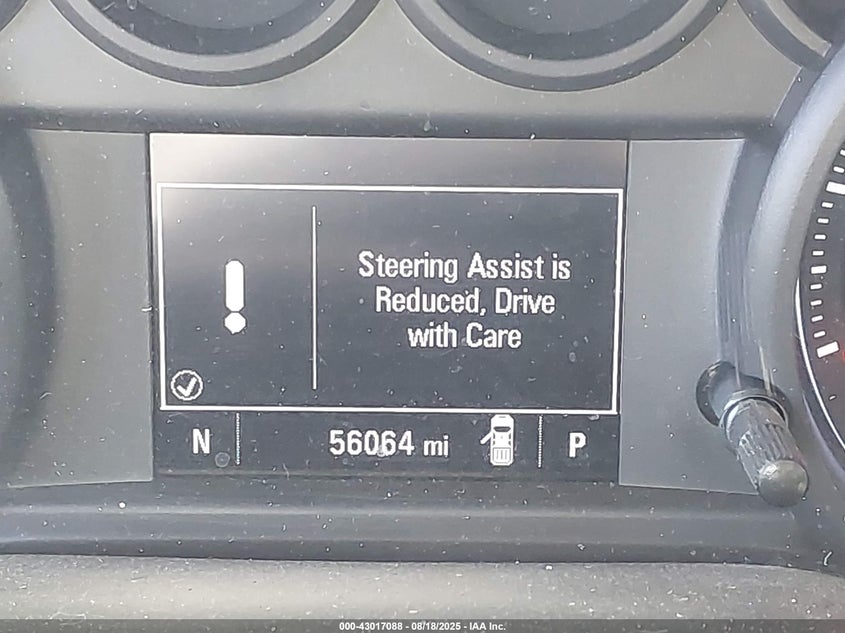 Steering Assist is
Reduced, Drive
with Care
N 56064 mi P
000-43017088 - 08/18/2025 - IAA Inc.